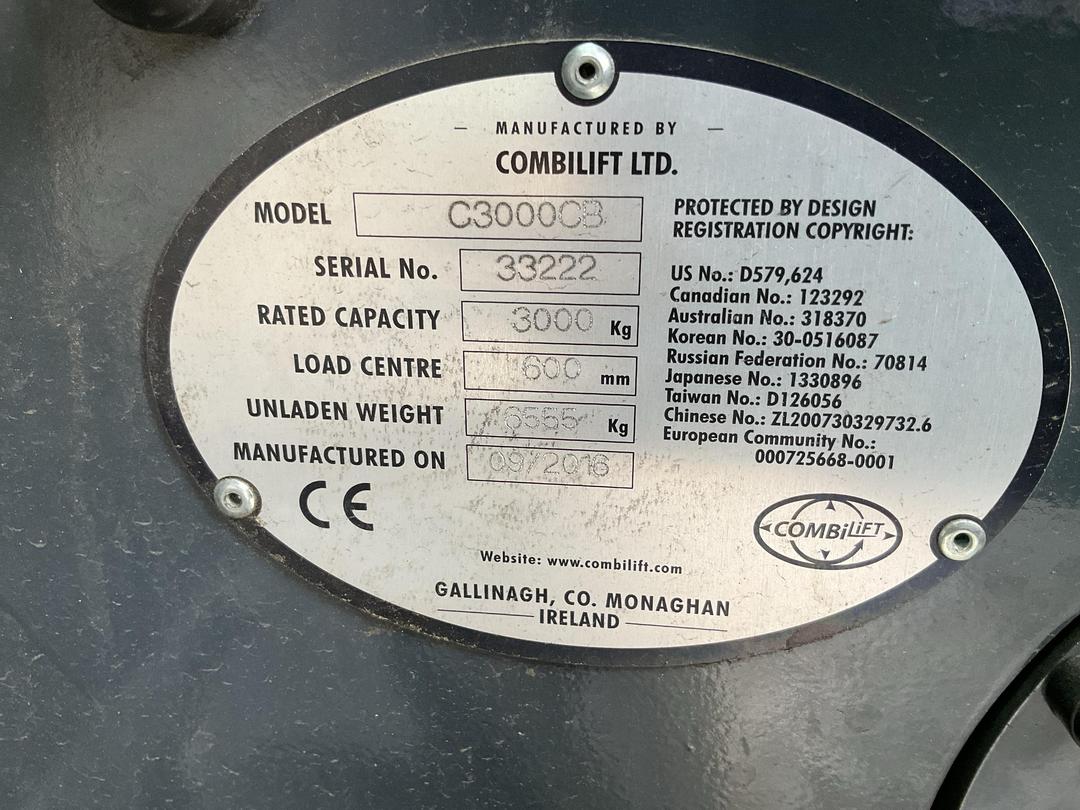 MANUFACTURED BY
COMBILIFT LTD.
MODEL C3000CB
SERIAL No. 33222
RATED CAPACITY 3000 Kg
LOAD CENTRE 600 mm
UNLADEN WEIGHT 6555 Kg
MANUFACTURED ON 09/2016
CE
PROTECTED BY DESIGN
REGISTRATION COPYRIGHT:
US No.: D579,624
Canadian No.: 123292
Australian No.: 318370
Korean No.: 30-0516087
Russian Federation No.: 70814
Japanese No.: 1330896
Taiwan No.: D126056
Chinese No.: ZL200730329732.6
European Community No.:
000725668-0001
COMBiLiFT
Website: www.combilift.com
GALLINAGH, CO. MONAGHAN
IRELAND